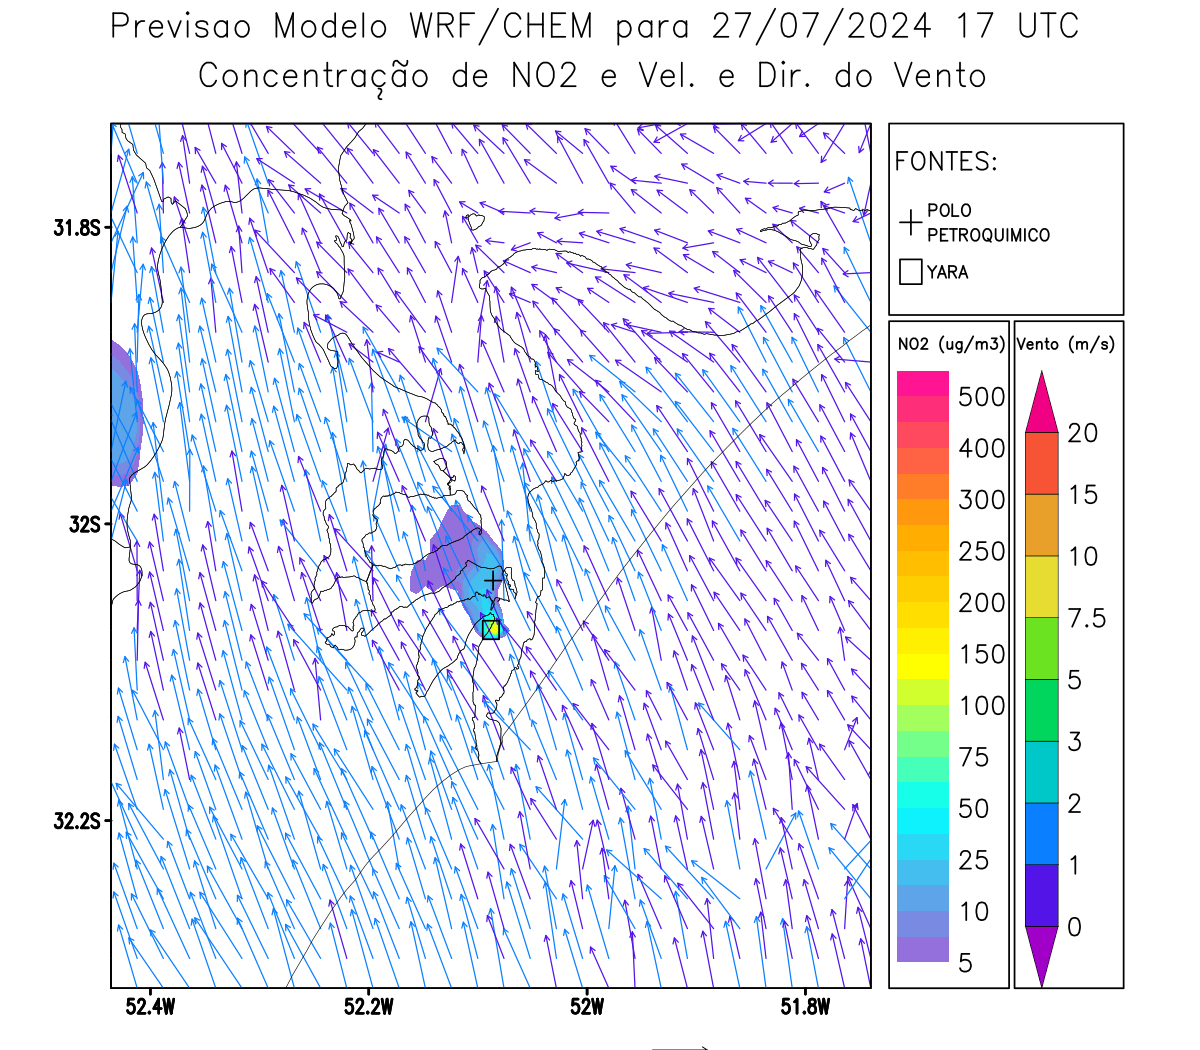 Previsao Modelo WRF/CHEM para 27/07/2024 17 UTC
Concentração de NO2 e Vel. e Dir. do Vento
FONTES:
POLO
PETROQUIMICO
YARA
31.8S
32S
32.2S
52.4W
52.2W
52W
51.8W
NO2 (ug/m3)
500
400
300
250
200
150
100
75
50
25
10
5
Vento (m/s)
20
15
10
7.5
5
3
2
1
0